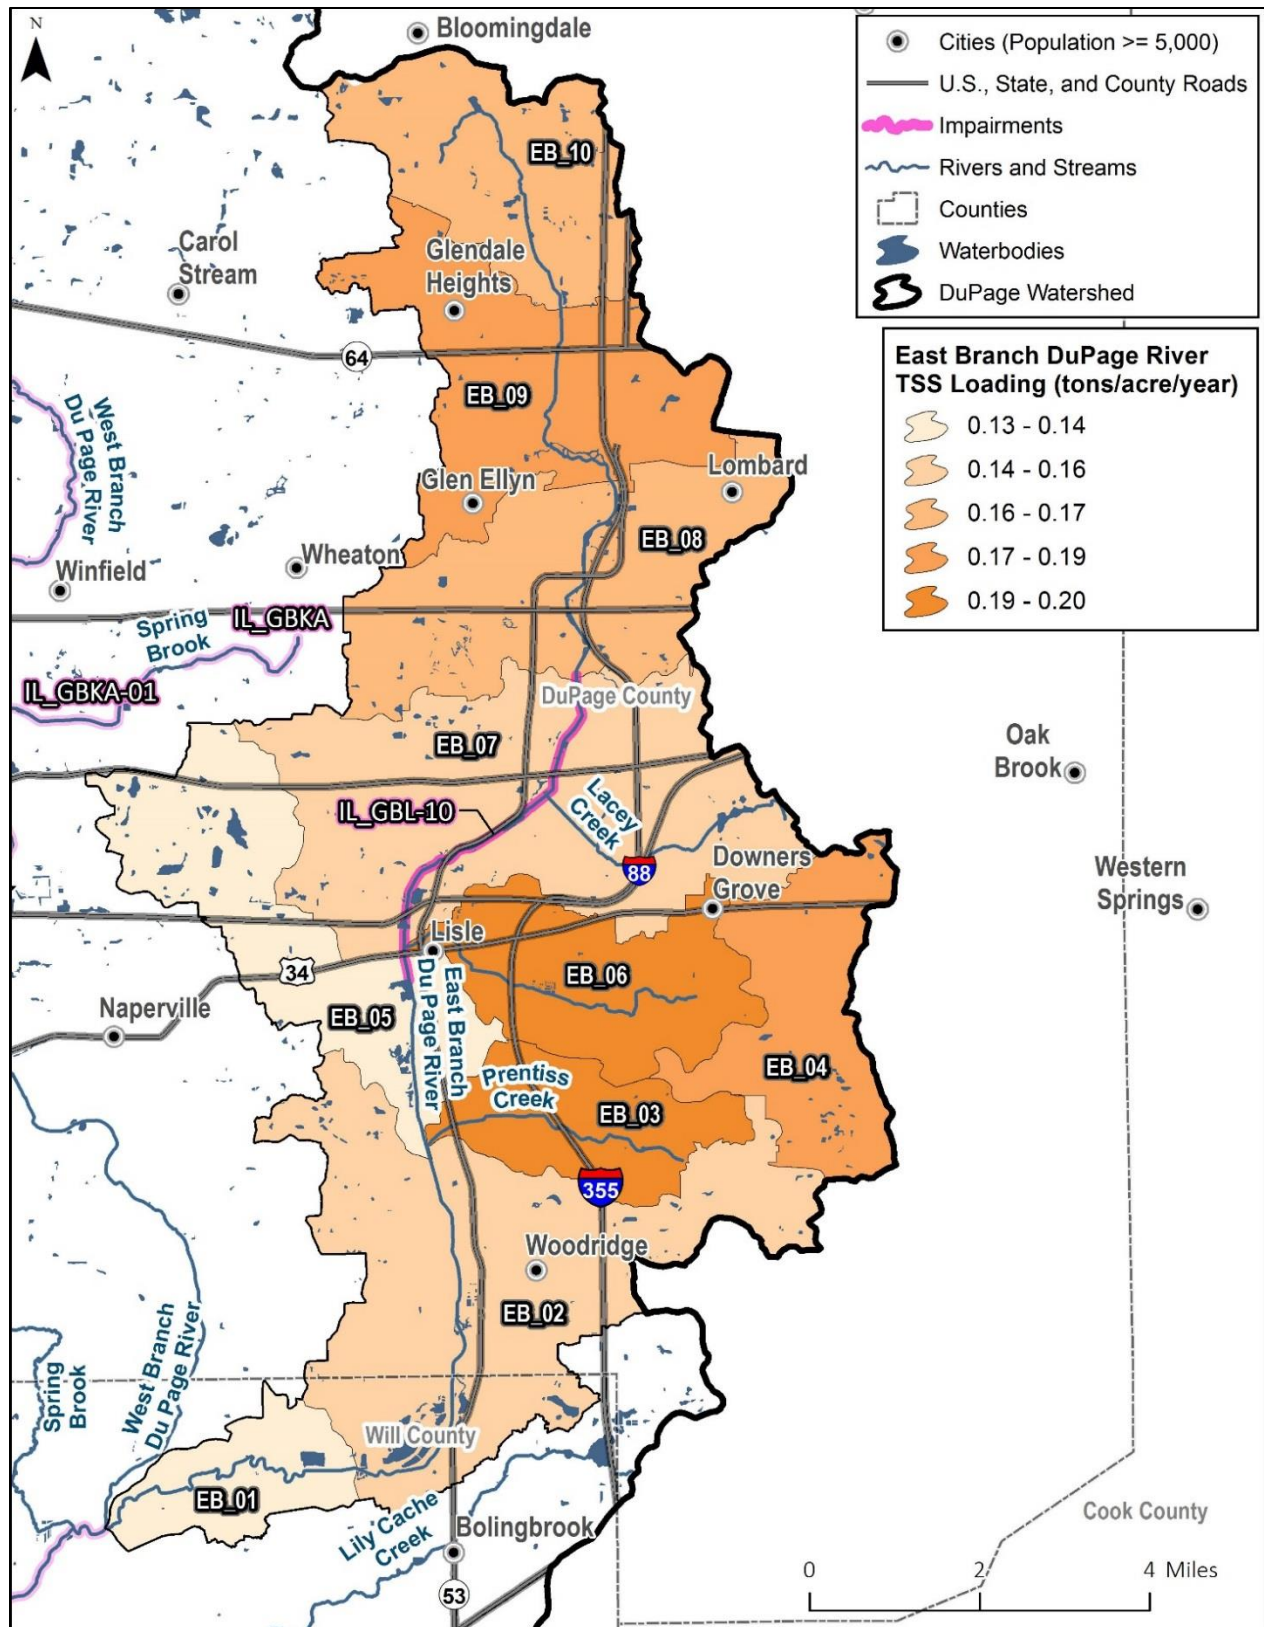 N
Bloomingdale
Cities (Population >= 5,000)
U.S., State, and County Roads
Impairments
Rivers and Streams
Counties
Waterbodies
DuPage Watershed
East Branch DuPage River
TSS Loading (tons/acre/year)
0.13 - 0.14
0.14 - 0.16
0.16 - 0.17
0.17 - 0.19
0.19 - 0.20
EB_10
Carol
Stream
Glendale
Heights
64
EB_09
West Branch
Du Page River
Glen Ellyn
Lombard
EB_08
Wheaton
Winfield
IL_GBKA
Spring
Brook
IL_GBKA-01
DuPage County
EB_07
Oak
Brook
IL_GBL-10
Lacey
Creek
88
Downers
Grove
Western
Springs
Lisle
34
EB_06
Naperville
EB_05
East Branch
Du Page River
EB_04
Prentiss
Creek
EB_03
355
Woodridge
EB_02
West Branch
Du Page River
Spring
Brook
Will County
EB_01
Lily Cache
Creek
Bolingbrook
53
Cook County
0 2 4 Miles